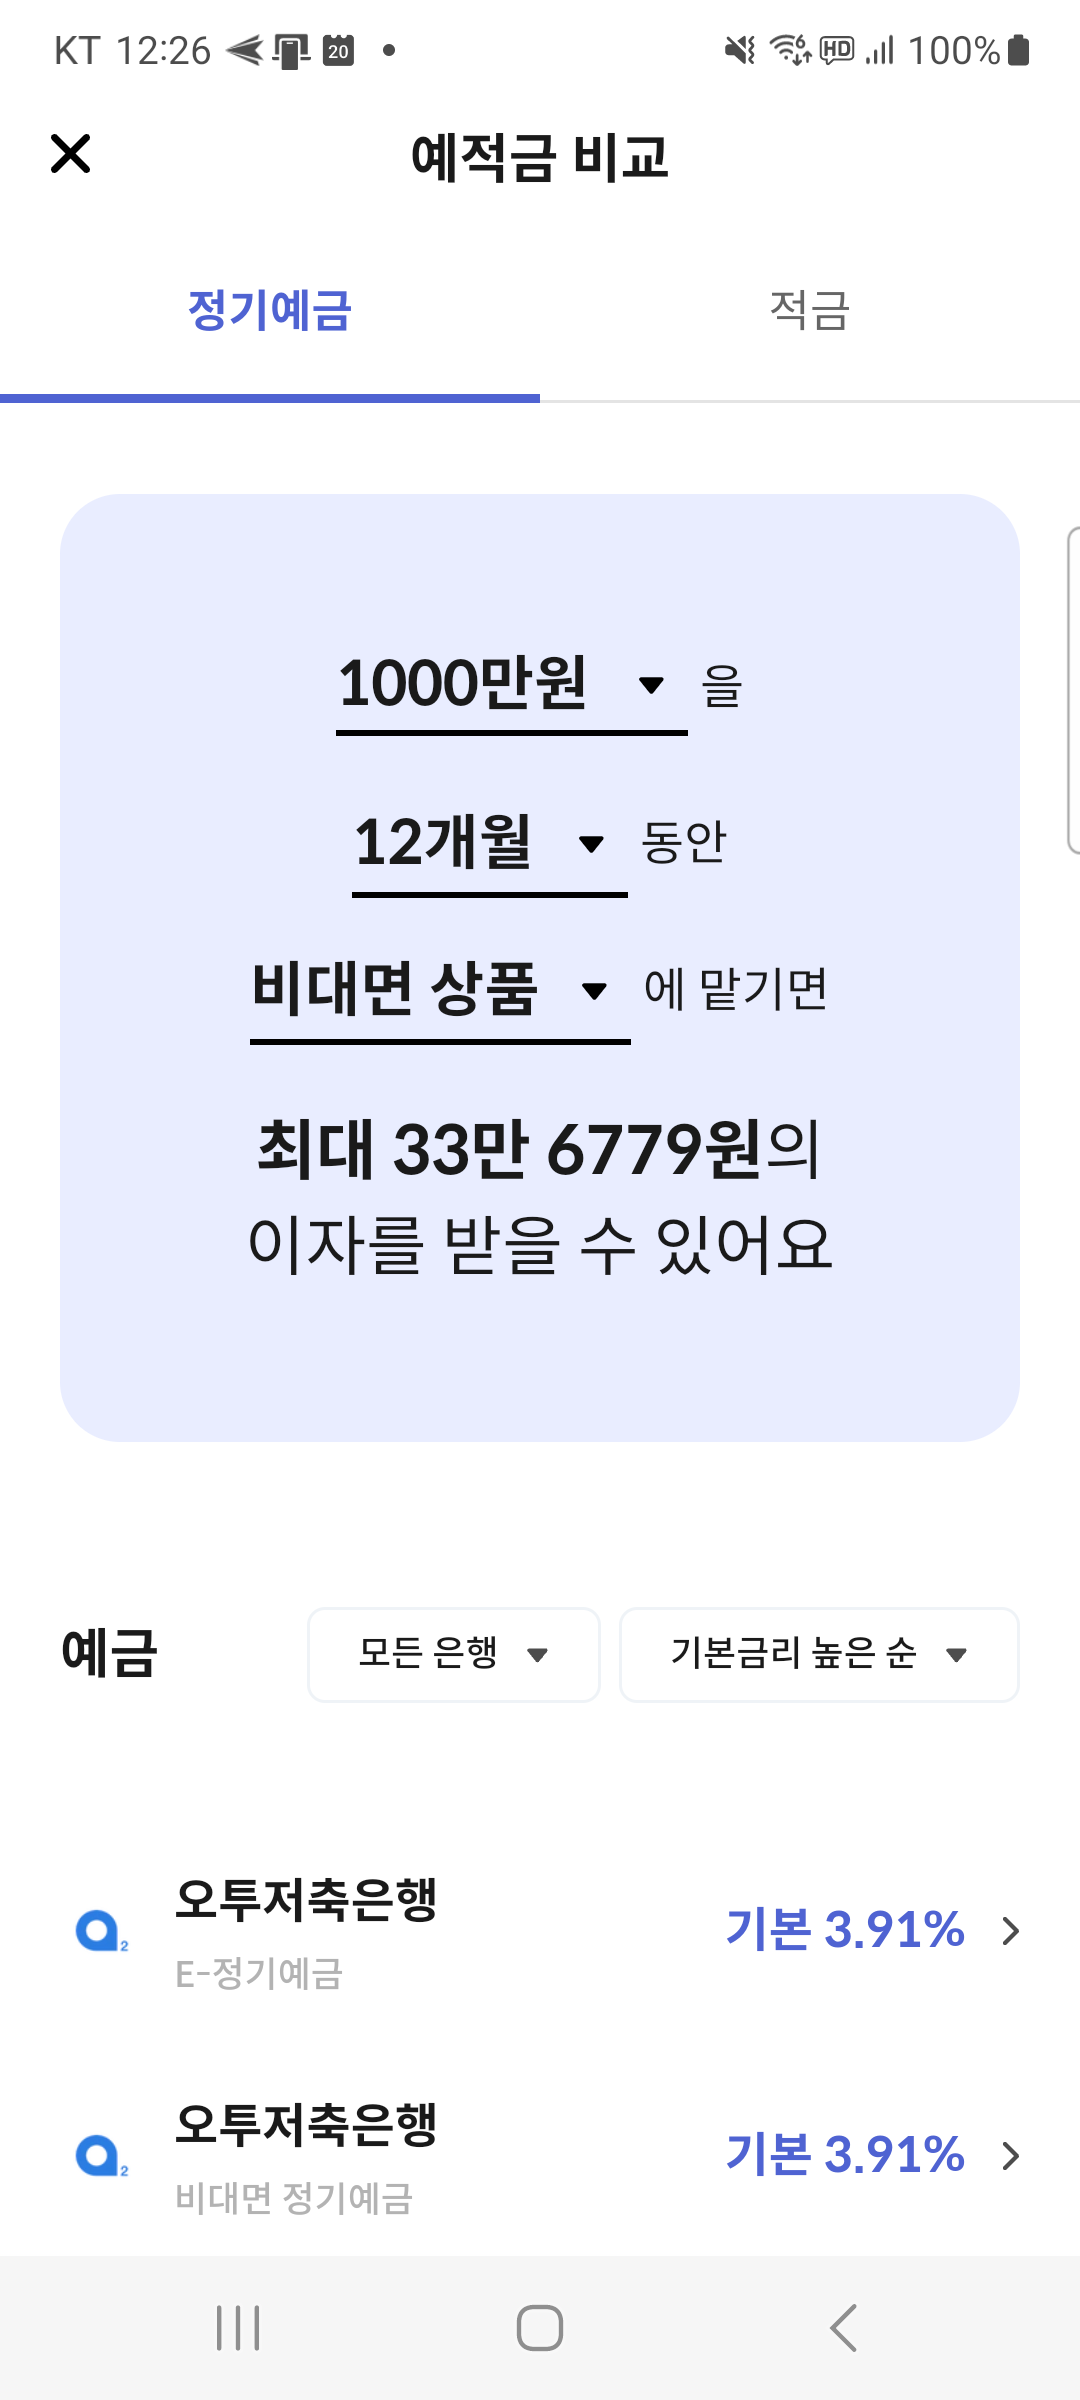 KT 12:26 20
HD 100%
예적금 비교
정기예금 적금
1000만원 을
12개월 동안
비대면 상품 에 맡기면
최대 33만 6779원의
이자를 받을 수 있어요
예금 모든 은행 기본금리 높은 순
오투저축은행
E-정기예금
기본 3.91%
오투저축은행
비대면 정기예금
기본 3.91%